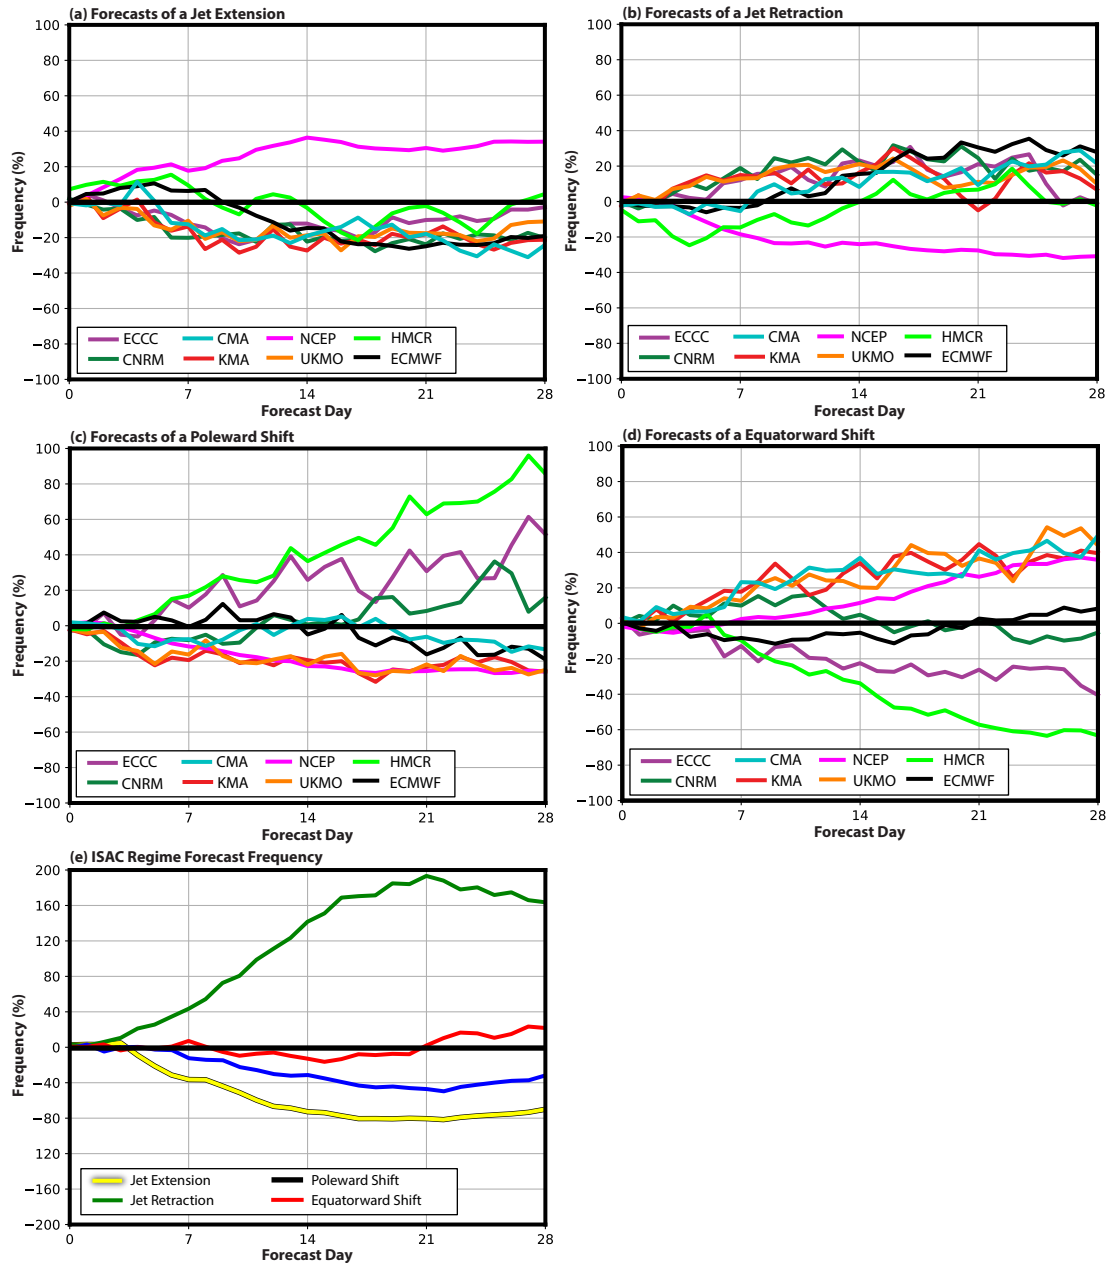 (a) Forecasts of a Jet Extension
100
80
60
40
20
0
−20
−40
−60
−80
−100
Frequency (%)
ECCC CMA NCEP HMCR
CNRM KMA UKMO ECMWF
0 7 14 21 28
Forecast Day
(b) Forecasts of a Jet Retraction
100
80
60
40
20
0
−20
−40
−60
−80
−100
Frequency (%)
ECCC CMA NCEP HMCR
CNRM KMA UKMO ECMWF
0 7 14 21 28
Forecast Day
(c) Forecasts of a Poleward Shift
100
80
60
40
20
0
−20
−40
−60
−80
−100
Frequency (%)
ECCC CMA NCEP HMCR
CNRM KMA UKMO ECMWF
0 7 14 21 28
Forecast Day
(d) Forecasts of a Equatorward Shift
100
80
60
40
20
0
−20
−40
−60
−80
−100
Frequency (%)
ECCC CMA NCEP HMCR
CNRM KMA UKMO ECMWF
0 7 14 21 28
Forecast Day
(e) ISAC Regime Forecast Frequency
200
160
120
80
40
0
−40
−80
−120
−160
−200
Frequency (%)
Jet Extension Poleward Shift
Jet Retraction Equatorward Shift
0 7 14 21 28
Forecast Day